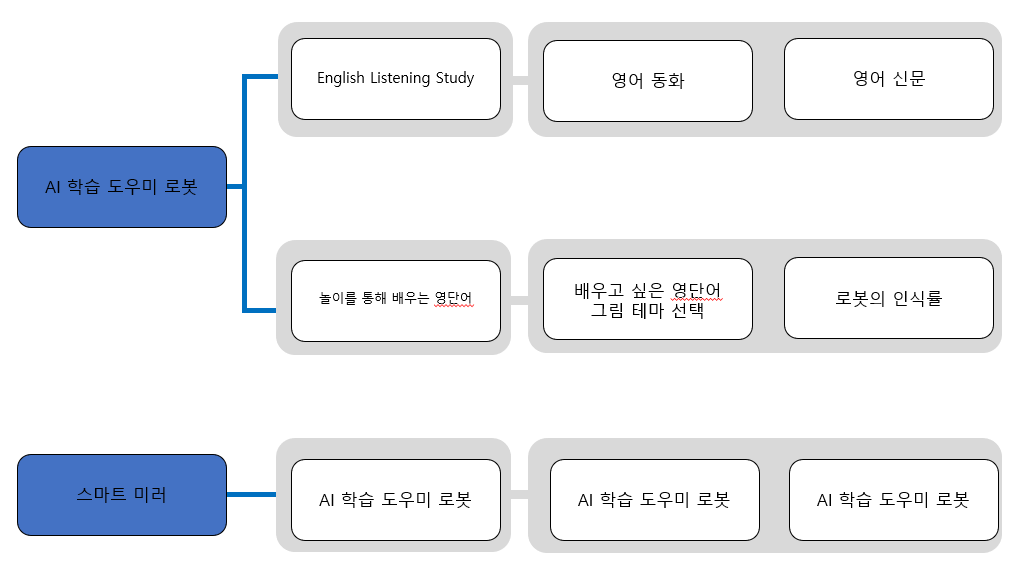 English Listening Study
영어 동화
영어 신문
AI 학습 도우미 로봇
놀이를 통해 배우는 영단어
배우고 싶은 영단어
그림 테마 선택
로봇의 인식률
스마트 미러
AI 학습 도우미 로봇
AI 학습 도우미 로봇
AI 학습 도우미 로봇